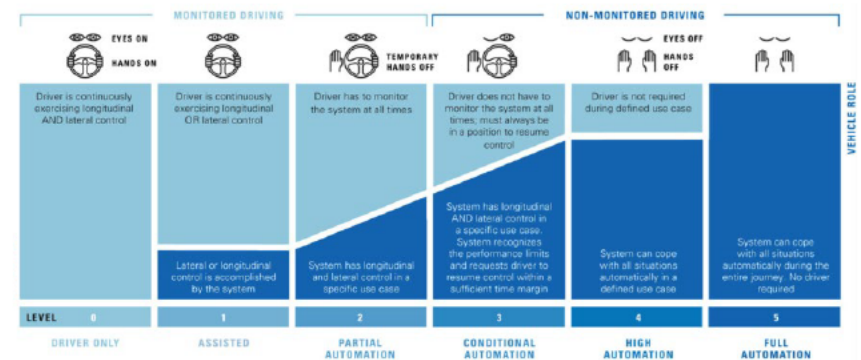 MONITORED DRIVING
NON-MONITORED DRIVING
EYES ON
HANDS ON
TEMPORARY
HANDS OFF
EYES OFF
HANDS
OFF
Driver is continuously
exercising longitudinal
AND lateral control
Driver is continuously
exercising longitudinal
OR lateral control
Driver has to monitor
the system at all times
Driver does not have to
monitor the system at all
times; must always be
in a position to resume
control
Driver is not required
during defined use case
VEHICLE ROLE
Lateral or longitudinal
control is accomplished
by the system
System has longitudinal
and lateral control in a
specific use case
System has longitudinal
AND lateral control in
a specific use case.
System recognizes
the performance limits
and requests driver to
resume control within a
sufficient time margin
System can cope
with all situations
automatically in a
defined use case
System can cope
with all situations
automatically during the
entire journey. No driver
required
LEVEL 0 1 2 3 4 5
DRIVER ONLY
ASSISTED
PARTIAL
AUTOMATION
CONDITIONAL
AUTOMATION
HIGH
AUTOMATION
FULL
AUTOMATION